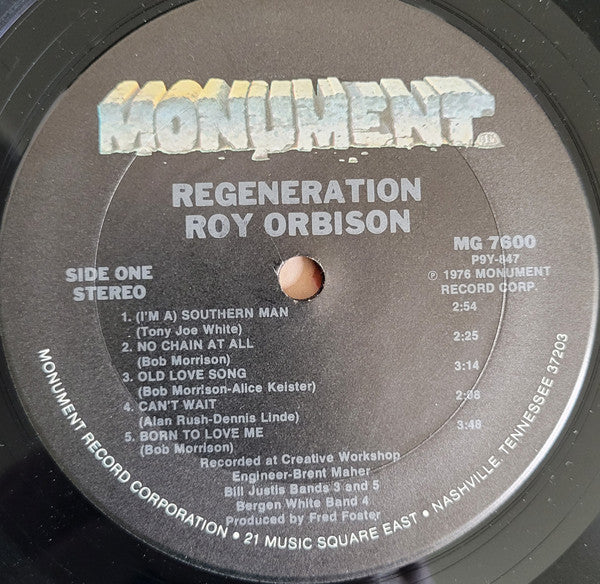 MONUMENT
REGENERATION
ROY ORBISON
MG 7600
P9Y-847
℗ 1976 MONUMENT
RECORD CORP.
SIDE ONE
STEREO
1. (I'M A) SOUTHERN MAN 2:54
(Tony Joe White)
2. NO CHAIN AT ALL 2:25
(Bob Morrison)
3. OLD LOVE SONG 3:14
(Bob Morrison-Alice Keister)
4. CAN'T WAIT 2:38
(Alan Rush-Dennis Linde)
5. BORN TO LOVE ME 3:48
(Bob Morrison)
Recorded at Creative Workshop
Engineer-Brent Maher
Bill Justis Bands 3 and 5
Bergen White Band 4
Produced by Fred Foster
MONUMENT RECORD CORPORATION • 21 MUSIC SQUARE EAST • NASHVILLE, TENNESSEE 37203